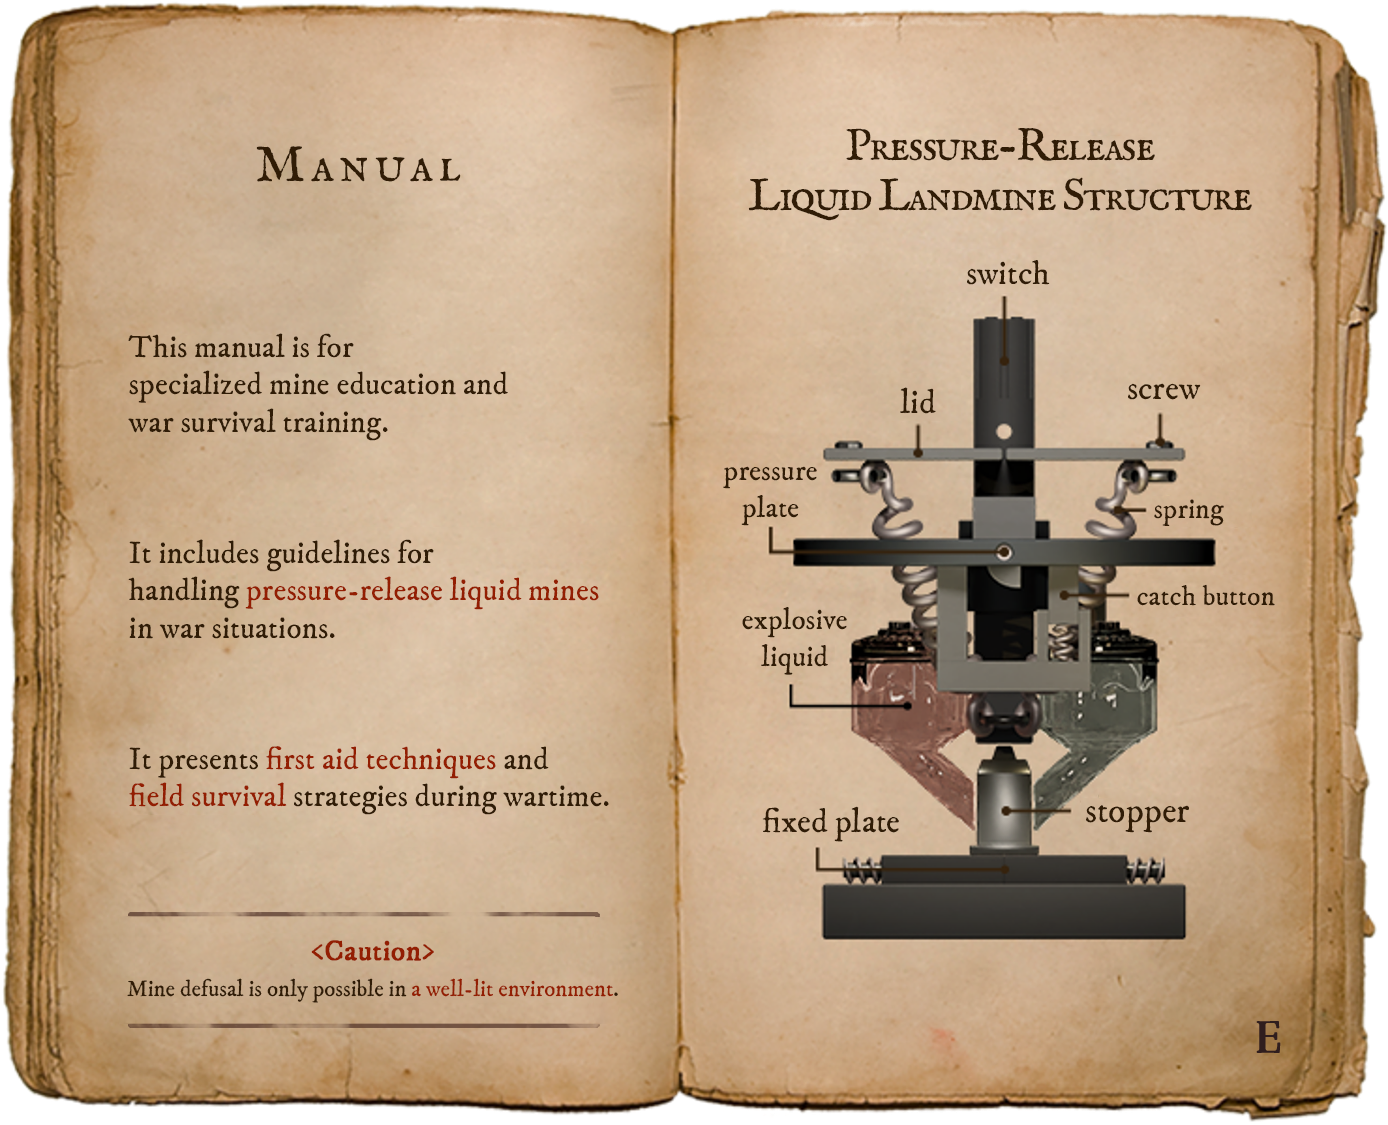 MANUAL
This manual is for
specialized mine education and
war survival training.
It includes guidelines for
handling pressure-release liquid mines
in war situations.
It presents first aid techniques and
field survival strategies during wartime.
<Caution>
Mine defusal is only possible in a well-lit environment.
PRESSURE-RELEASE
LIQUID LANDMINE STRUCTURE
switch
lid
screw
pressure
plate
spring
catch button
explosive
liquid
fixed plate
stopper
E